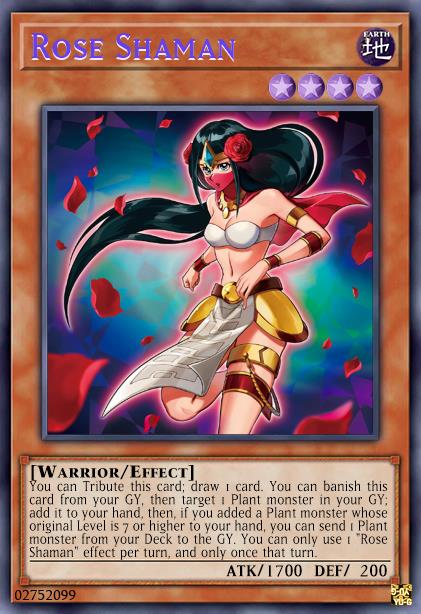 Rose Shaman
EARTH
地
[Warrior/Effect]
You can Tribute this card; draw 1 card. You can banish this
card from your GY, then target 1 Plant monster in your GY;
add it to your hand, then, if you added a Plant monster whose
original Level is 7 or higher to your hand, you can send 1 Plant
monster from your Deck to the GY. You can only use 1 "Rose
Shaman" effect per turn, and only once that turn.
ATK/1700 DEF/ 200
02752099